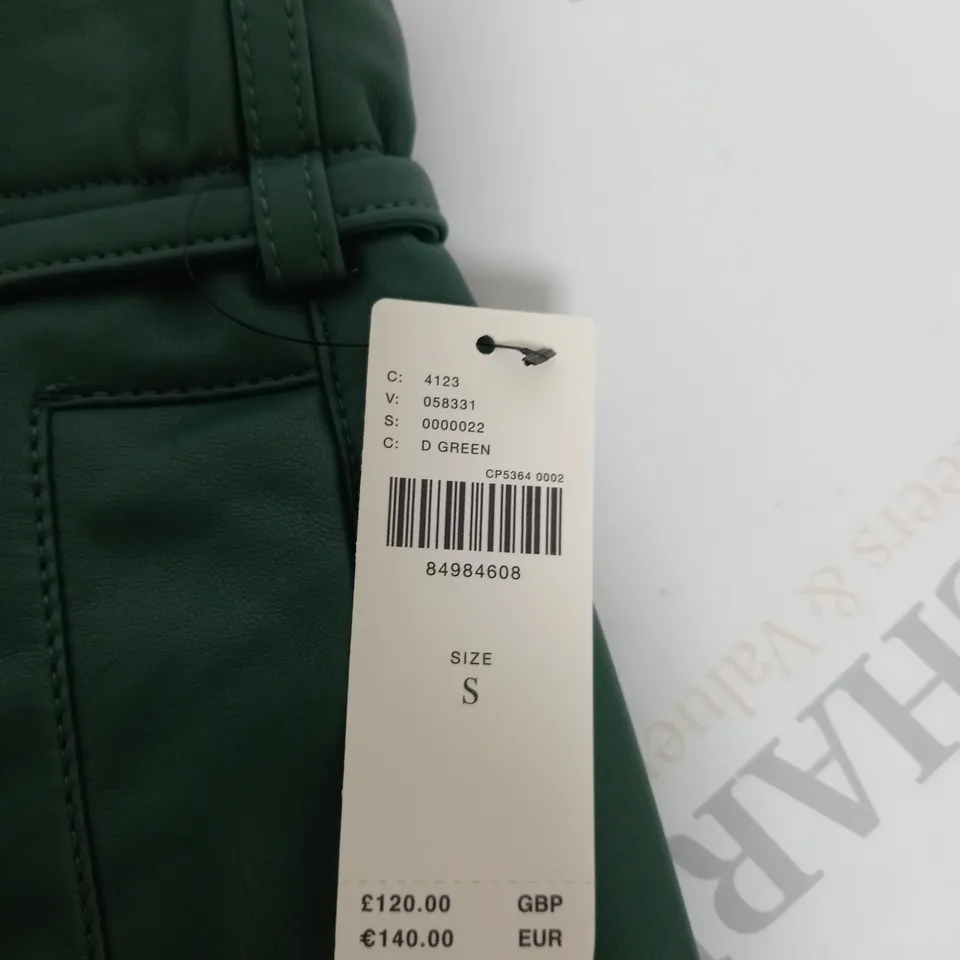 C: 4123
V: 058331
S: 0000022
C: D GREEN
CP5364 0002
84984608
SIZE
S
£120.00 GBP
€140.00 EUR